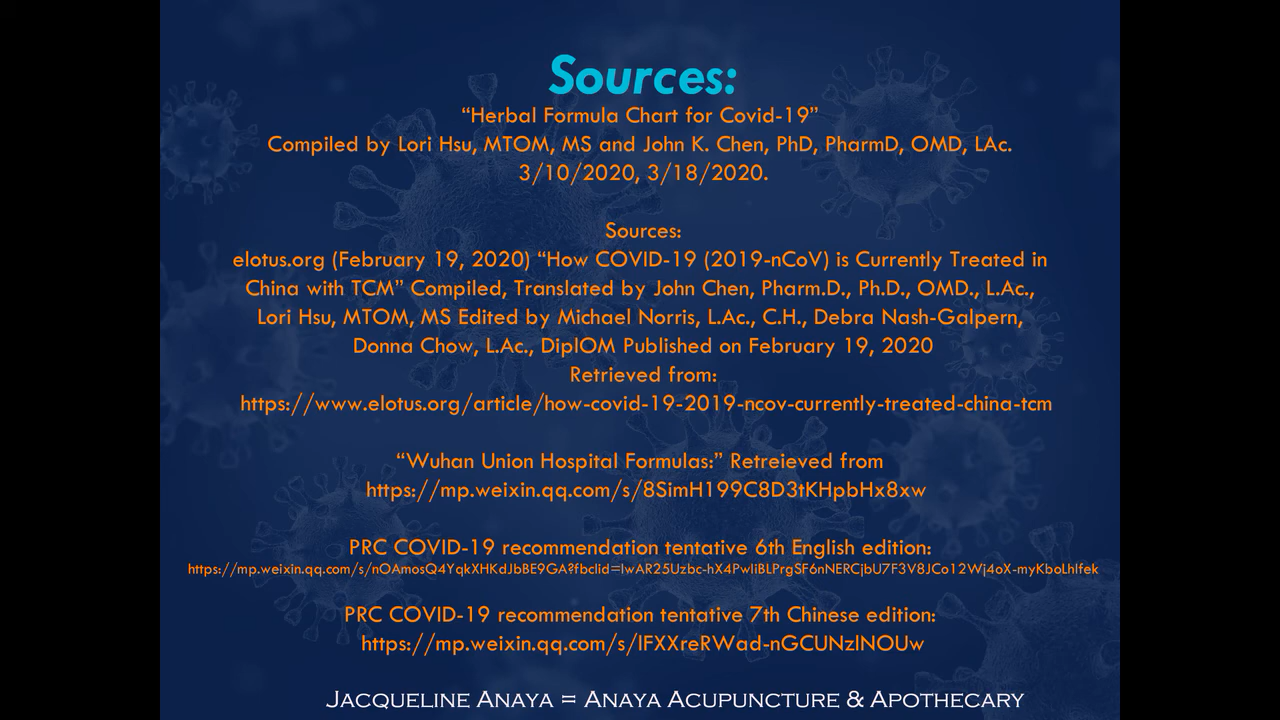 Sources:
“Herbal Formula Chart for Covid-19”
Compiled by Lori Hsu, MTOM, MS and John K. Chen, PhD, PharmD, OMD, LAc.
3/10/2020, 3/18/2020.
Sources:
elotus.org (February 19, 2020) “How COVID-19 (2019-nCoV) is Currently Treated in
China with TCM” Compiled, Translated by John Chen, Pharm.D., Ph.D., OMD., L.Ac.,
Lori Hsu, MTOM, MS Edited by Michael Norris, L.Ac., C.H., Debra Nash-Galpern,
Donna Chow, L.Ac., DiplOM Published on February 19, 2020
Retrieved from:
https://www.elotus.org/article/how-covid-19-2019-ncov-currently-treated-china-tcm
“Wuhan Union Hospital Formulas:” Retreieved from
https://mp.weixin.qq.com/s/8SimH199C8D3tKHpbHx8xw
PRC COVID-19 recommendation tentative 6th English edition:
https://mp.weixin.qq.com/s/nOAmosQ4YqkXHKdJbBE9GA?fbclid=IwAR25Uzbc-hX4PwIiBLPrgSF6nNERCjbU7F3V8JCo12Wj4oX-myKboLhlfek
PRC COVID-19 recommendation tentative 7th Chinese edition:
https://mp.weixin.qq.com/s/lFXXreRWad-nGCUNzlNOUw
Jacqueline Anaya = Anaya Acupuncture & Apothecary